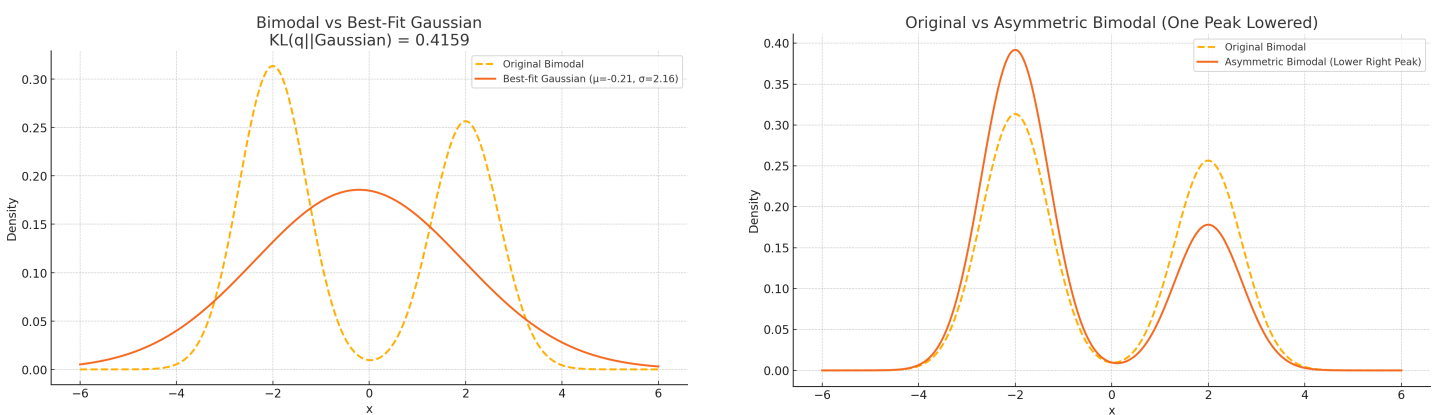 Bimodal vs Best-Fit Gaussian
KL(q||Gaussian) = 0.4159
Original Bimodal
Best-fit Gaussian (μ=-0.21, σ=2.16)
Density
0.30
0.25
0.20
0.15
0.10
0.05
0.00
−6
−4
−2
0
2
4
6
x
Original vs Asymmetric Bimodal (One Peak Lowered)
Original Bimodal
Asymmetric Bimodal (Lower Right Peak)
Density
0.40
0.35
0.30
0.25
0.20
0.15
0.10
0.05
0.00
−6
−4
−2
0
2
4
6
x